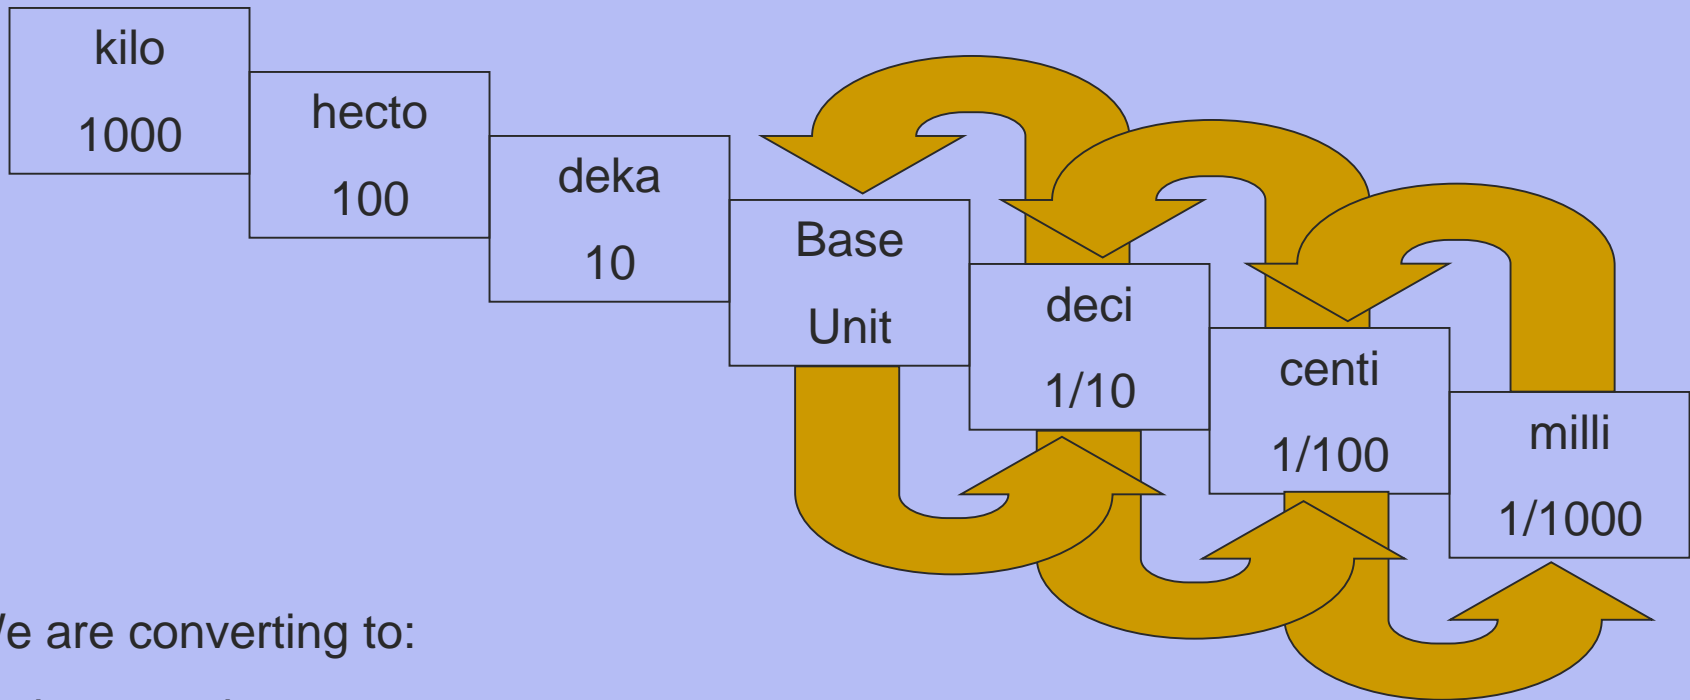 kilo
1000
hecto
100
deka
10
Base
Unit
deci
1/10
centi
1/100
milli
1/1000
We are converting to: